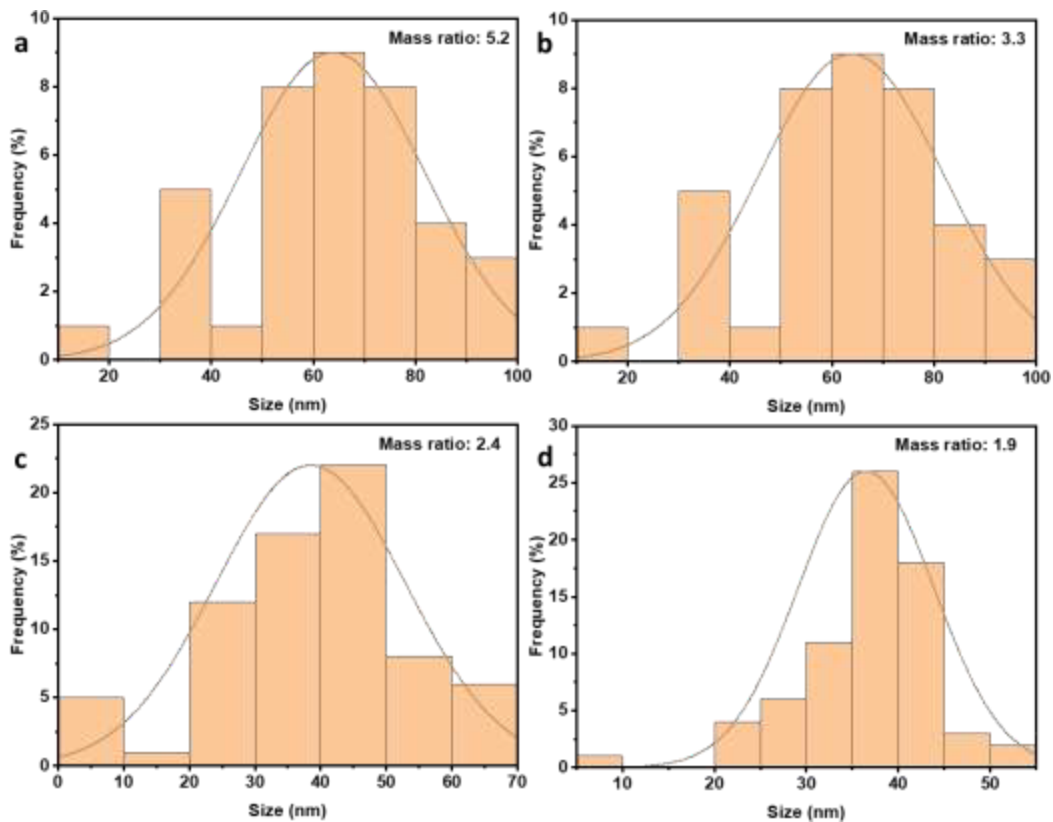 a
Mass ratio: 5.2
10
8
6
4
2
0
Frequency (%)
20 40 60 80 100
Size (nm)
b
Mass ratio: 3.3
10
8
6
4
2
0
Frequency (%)
20 40 60 80 100
Size (nm)
c
Mass ratio: 2.4
25
20
15
10
5
0
Frequency (%)
0 10 20 30 40 50 60 70
Size (nm)
d
Mass ratio: 1.9
30
25
20
15
10
5
0
Frequency (%)
10 20 30 40 50
Size (nm)